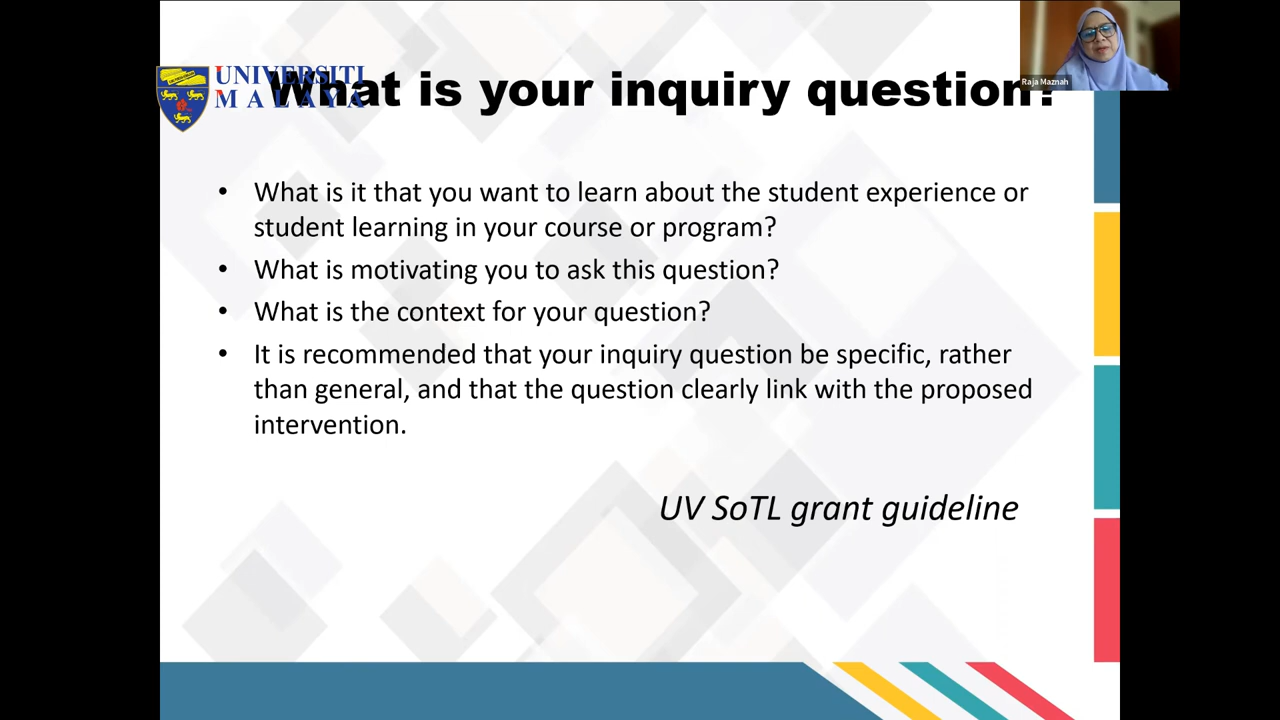 UNIVERSITI
MALAYA
What is your inquiry question?
Raja Maznah
• What is it that you want to learn about the student experience or
student learning in your course or program?
• What is motivating you to ask this question?
• What is the context for your question?
• It is recommended that your inquiry question be specific, rather
than general, and that the question clearly link with the proposed
intervention.
UV SoTL grant guideline